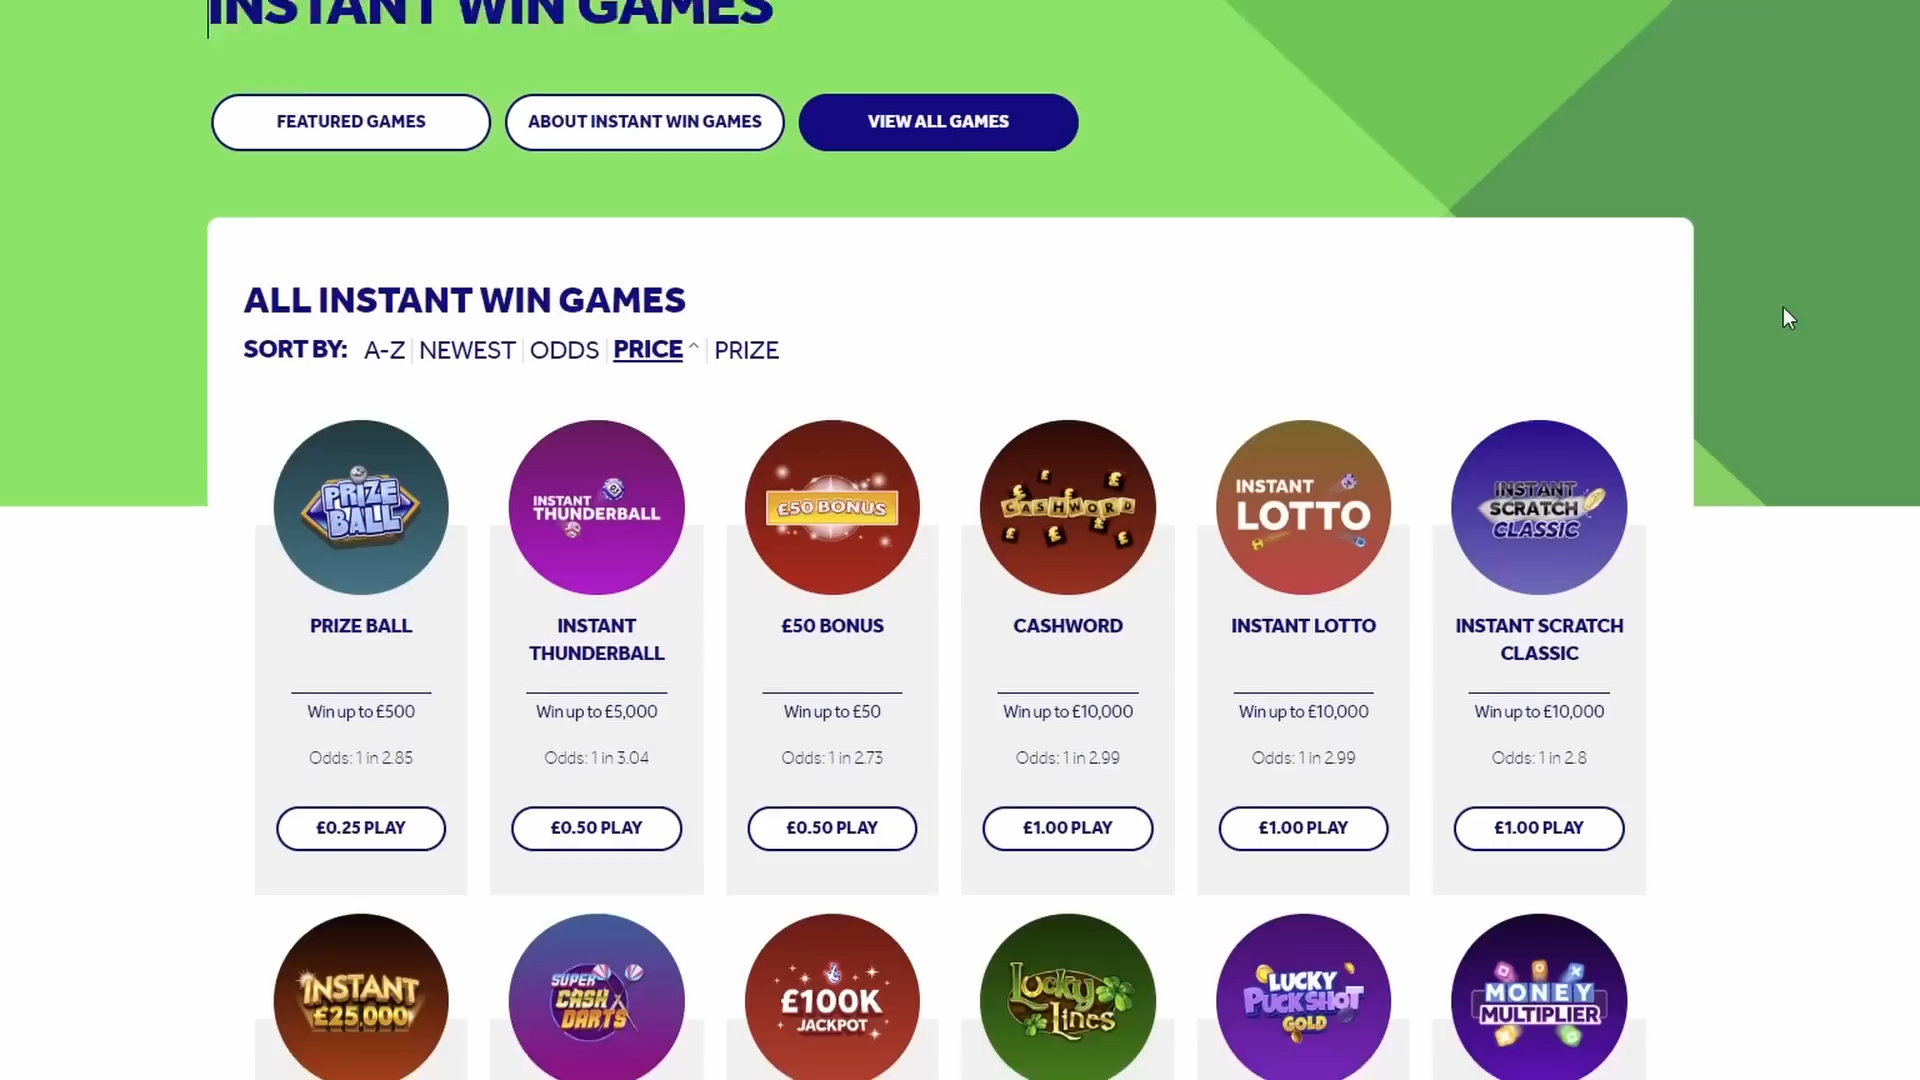 INSTANT WIN GAMES
FEATURED GAMES
ABOUT INSTANT WIN GAMES
VIEW ALL GAMES
ALL INSTANT WIN GAMES
SORT BY: A-Z NEWEST ODDS PRICE ^ PRIZE
PRIZE
BALL
INSTANT
THUNDERBALL
£50 BONUS
CASHWORD
INSTANT
LOTTO
INSTANT
SCRATCH
CLASSIC
PRIZE BALL
Win up to £500
Odds: 1 in 2.85
£0.25 PLAY
INSTANT
THUNDERBALL
Win up to £5,000
Odds: 1 in 3.04
£0.50 PLAY
£50 BONUS
Win up to £50
Odds: 1 in 2.73
£0.50 PLAY
CASHWORD
Win up to £10,000
Odds: 1 in 2.99
£1.00 PLAY
INSTANT LOTTO
Win up to £10,000
Odds: 1 in 2.99
£1.00 PLAY
INSTANT SCRATCH
CLASSIC
Win up to £10,000
Odds: 1 in 2.8
£1.00 PLAY
INSTANT
£25,000
SUPER
CASH
DARTS
£100K
JACKPOT
Lucky
Lines
LUCKY
PUCKSHOT
GOLD
MONEY
MULTIPLIER